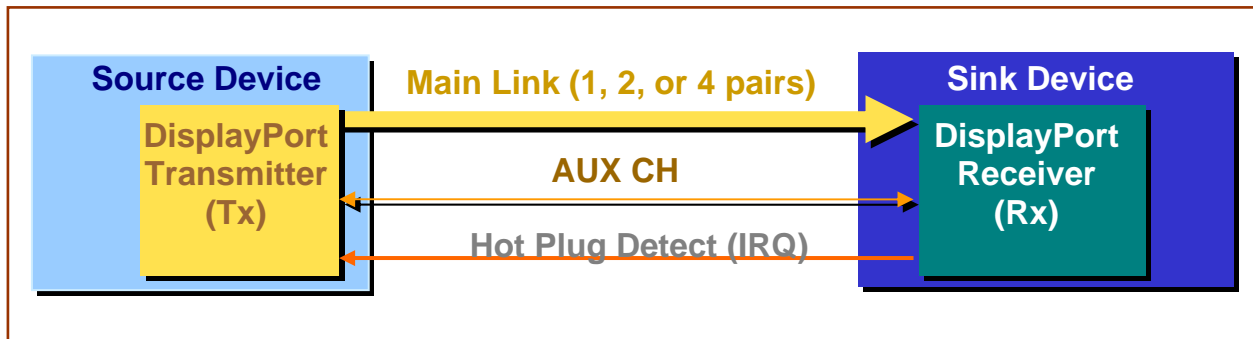 Source Device
Main Link (1, 2, or 4 pairs)
Sink Device
DisplayPort
Transmitter
(Tx)
AUX CH
DisplayPort
Receiver
(Rx)
Hot Plug Detect (IRQ)